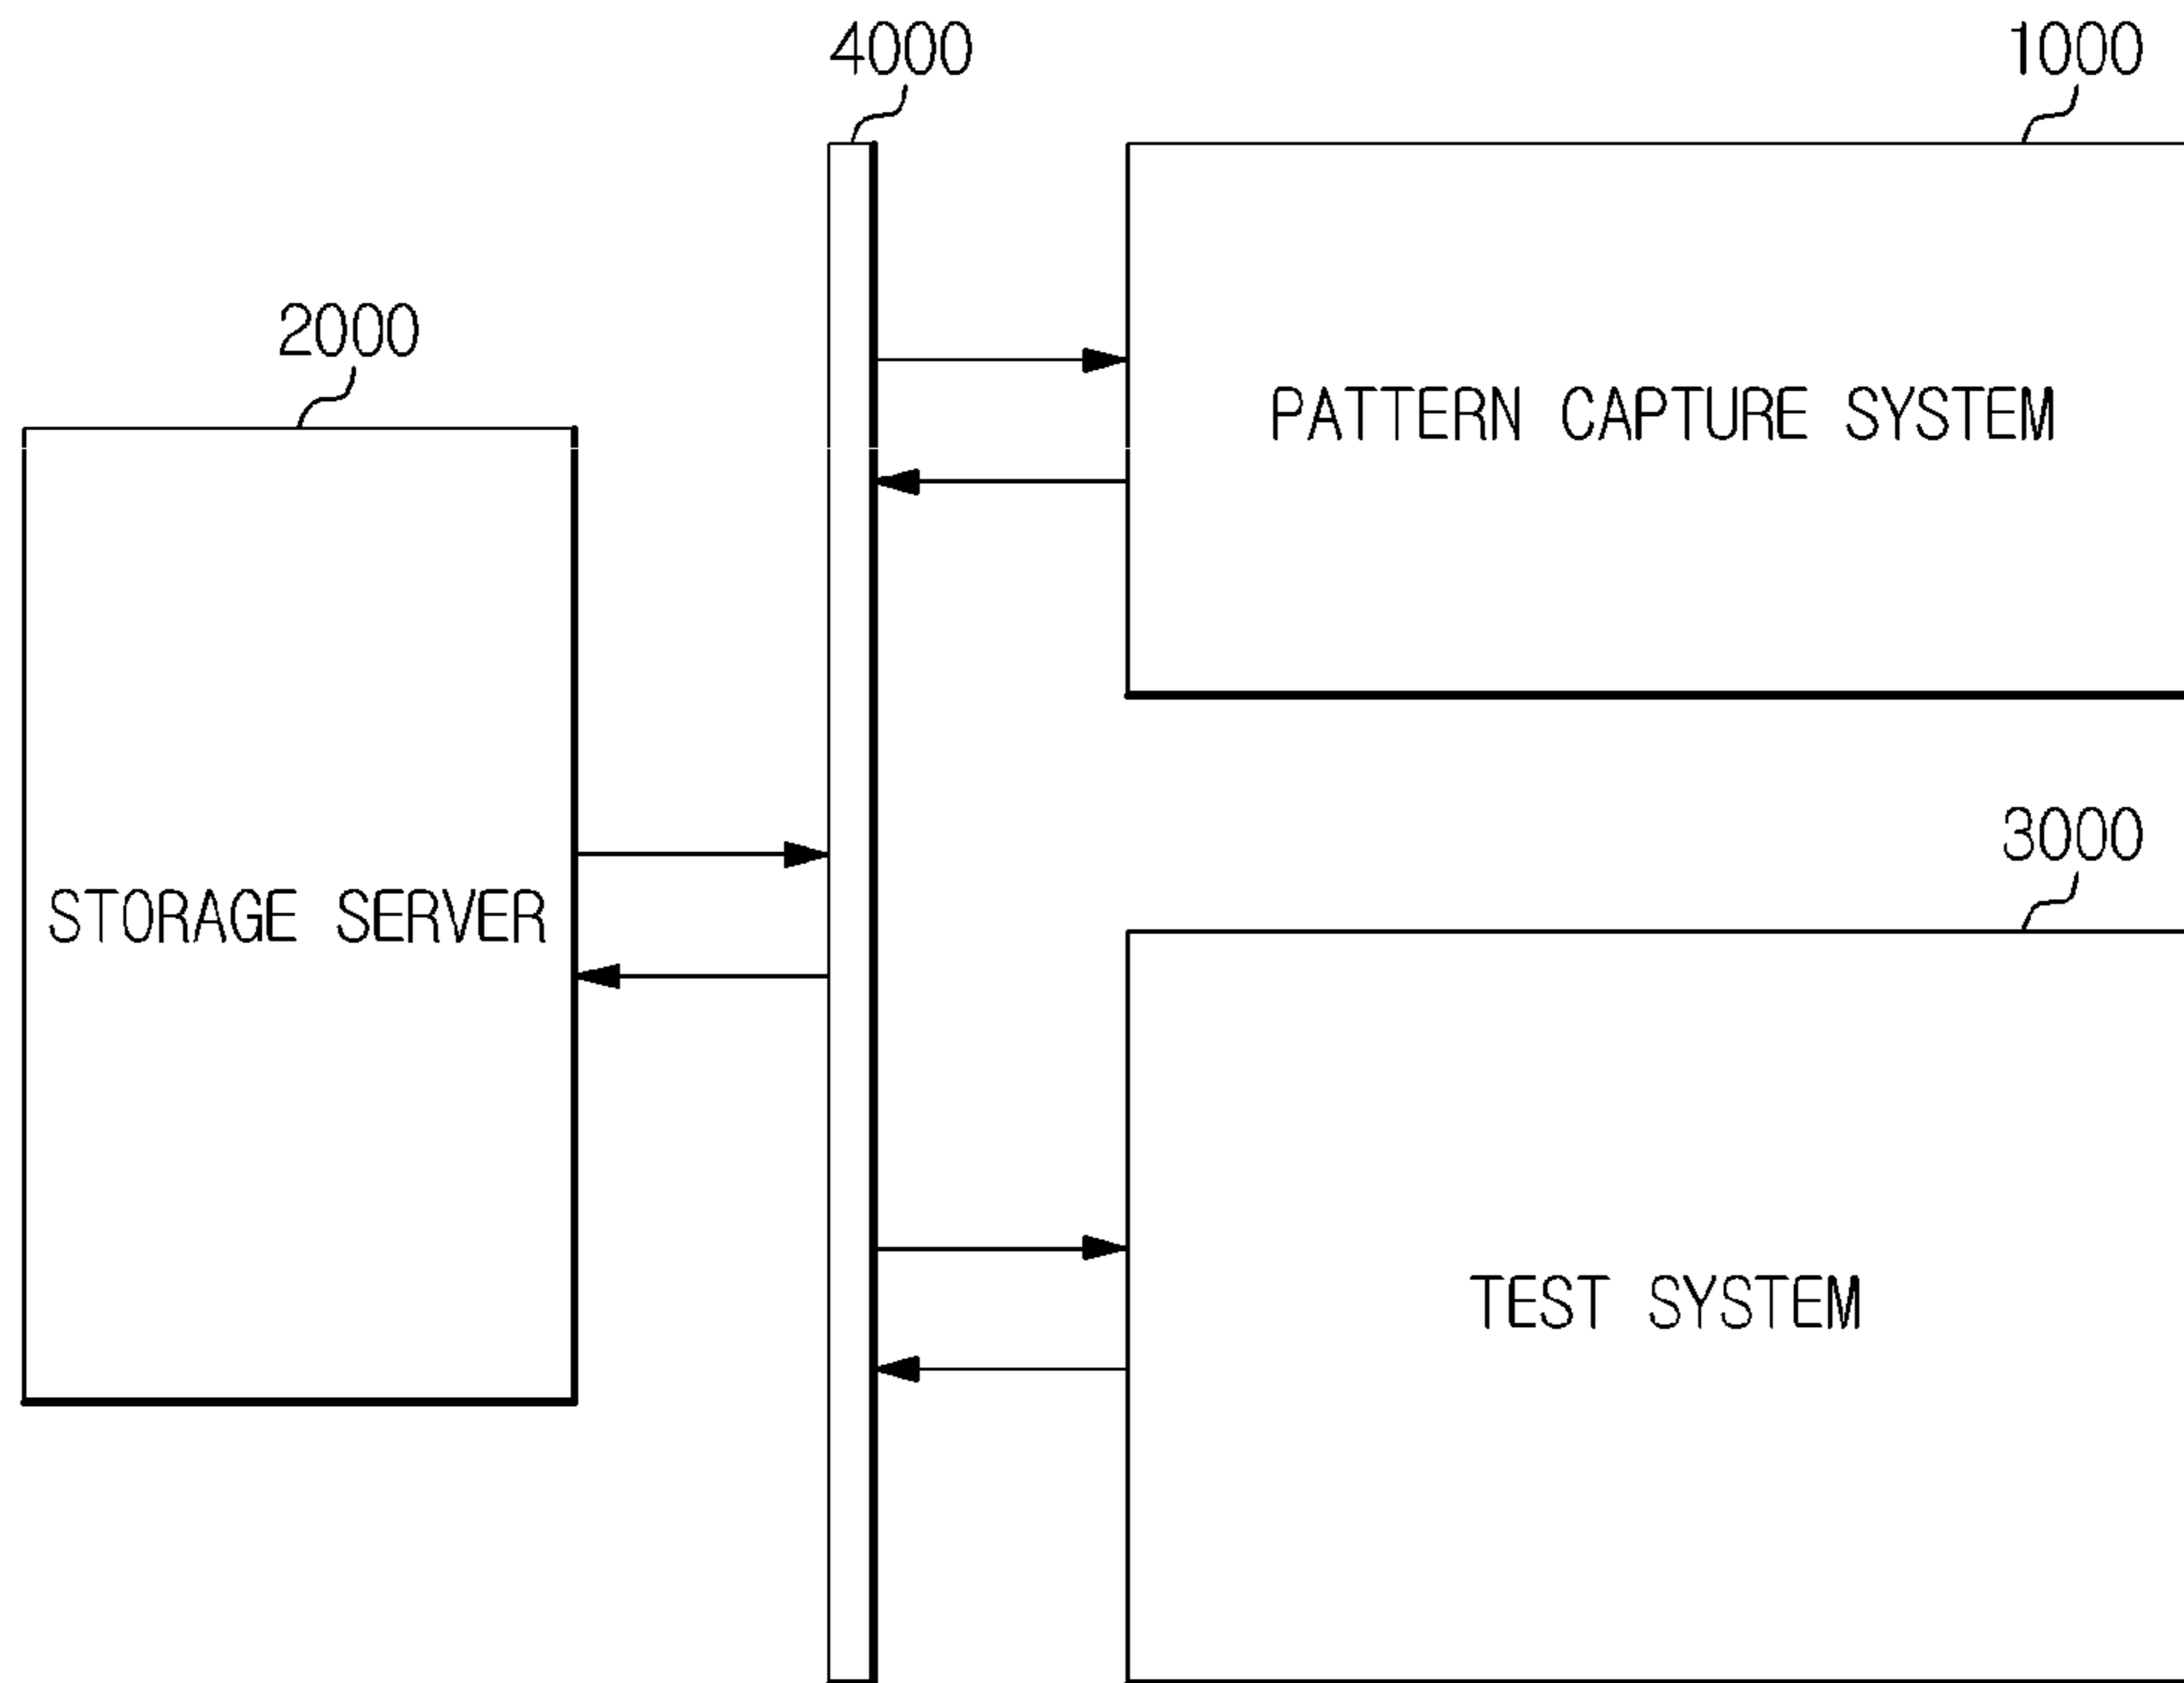 4000
1000
2000
PATTERN CAPTURE SYSTEM
3000
STORAGE SERVER
TEST SYSTEM